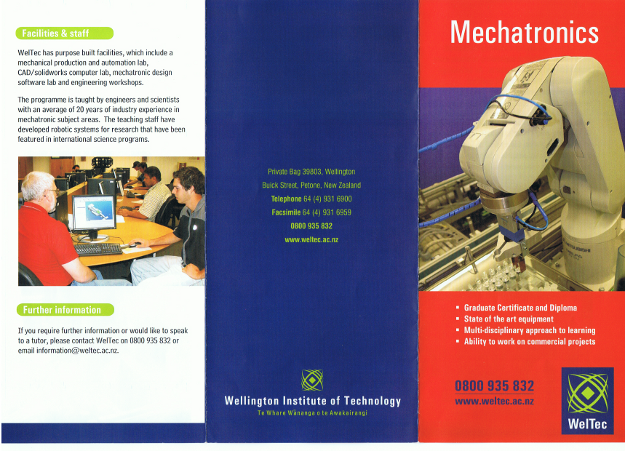 Facilities & staff
WelTec has purpose built facilities, which include a
mechanical production and automation lab,
CAD/solidworks computer lab, mechatronic design
software lab and engineering workshops.
The programme is taught by engineers and scientists
with an average of 20 years of industry experience in
mechatronic subject areas. The teaching staff have
developed robotic systems for research that have been
featured in international science programs.
Further information
If you require further information or would like to speak
to a tutor, please contact WelTec on 0800 935 832 or
email information@weltec.ac.nz.
Private Bag 39803, Wellington
Buick Street, Petone, New Zealand
Telephone 64 (4) 931 6900
Facsimile 64 (4) 931 6959
0800 935 832
www.weltec.ac.nz
Wellington Institute of Technology
Te Whare Wānanga o te Awakairangi
Mechatronics
• Graduate Certificate and Diploma
• State of the art equipment
• Multi-disciplinary approach to learning
• Ability to work on commercial projects
0800 935 832
www.weltec.ac.nz
WelTec